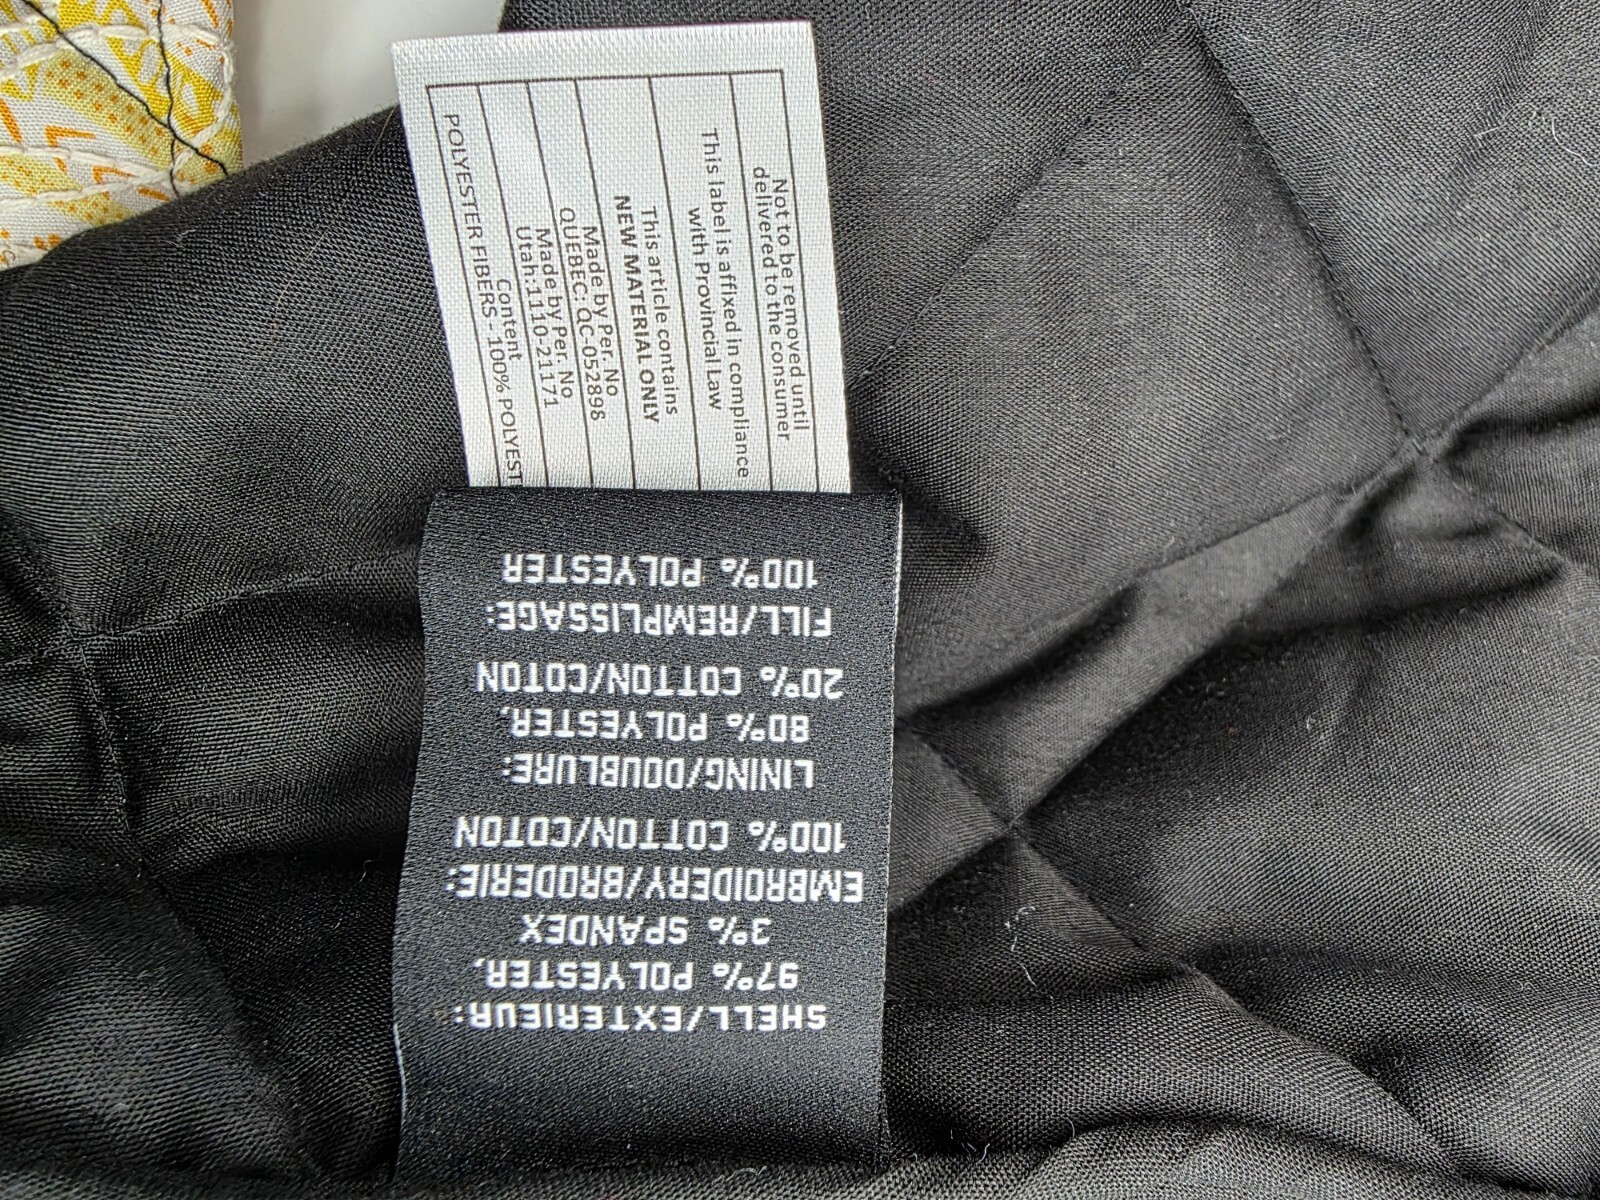 Not to be removed until
delivered to the consumer
This label is affixed in compliance
with Provincial Law
This article contains
NEW MATERIAL ONLY
Made by Per. No
QUEBEC: QC-052898
Made by Per. No
Utah:1110-21171
Content
POLYESTER FIBERS - 100% POLYEST
SHELL/EXTERIEUR:
97% POLYESTER,
3% SPANDEX
EMBROIDERY/BRODERIE:
100% COTTON/COTON
LINING/DOUBLURE:
80% POLYESTER,
20% COTTON/COTON
FILL/REMPLISSAGE:
100% POLYESTER